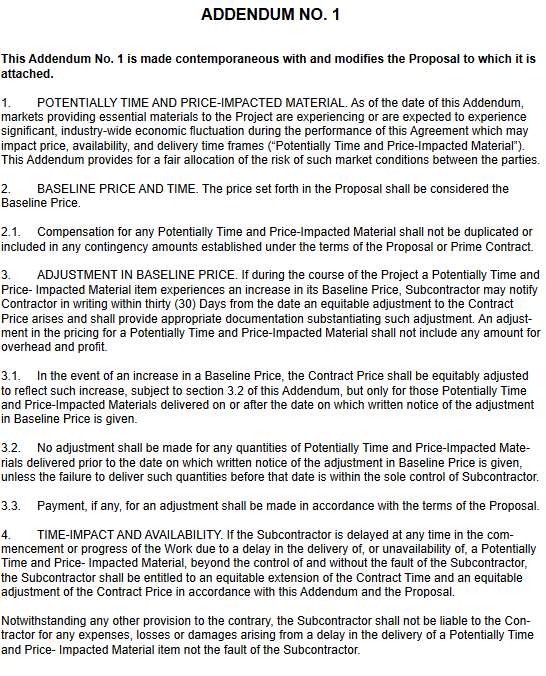 ADDENDUM NO. 1
This Addendum No. 1 is made contemporaneous with and modifies the Proposal to which it is
attached.
1. POTENTIALLY TIME AND PRICE-IMPACTED MATERIAL. As of the date of this Addendum,
markets providing essential materials to the Project are experiencing or are expected to experience
significant, industry-wide economic fluctuation during the performance of this Agreement which may
impact price, availability, and delivery time frames (“Potentially Time and Price-Impacted Material”).
This Addendum provides for a fair allocation of the risk of such market conditions between the parties.
2. BASELINE PRICE AND TIME. The price set forth in the Proposal shall be considered the
Baseline Price.
2.1. Compensation for any Potentially Time and Price-Impacted Material shall not be duplicated or
included in any contingency amounts established under the terms of the Proposal or Prime Contract.
3. ADJUSTMENT IN BASELINE PRICE. If during the course of the Project a Potentially Time and
Price- Impacted Material item experiences an increase in its Baseline Price, Subcontractor may notify
Contractor in writing within thirty (30) Days from the date an equitable adjustment to the Contract
Price arises and shall provide appropriate documentation substantiating such adjustment. An adjust-
ment in the pricing for a Potentially Time and Price-Impacted Material shall not include any amount for
overhead and profit.
3.1. In the event of an increase in a Baseline Price, the Contract Price shall be equitably adjusted
to reflect such increase, subject to section 3.2 of this Addendum, but only for those Potentially Time
and Price-Impacted Materials delivered on or after the date on which written notice of the adjustment
in Baseline Price is given.
3.2. No adjustment shall be made for any quantities of Potentially Time and Price-Impacted Mate-
rials delivered prior to the date on which written notice of the adjustment in Baseline Price is given,
unless the failure to deliver such quantities before that date is within the sole control of Subcontractor.
3.3. Payment, if any, for an adjustment shall be made in accordance with the terms of the Proposal.
4. TIME-IMPACT AND AVAILABILITY. If the Subcontractor is delayed at any time in the com-
mencement or progress of the Work due to a delay in the delivery of, or unavailability of, a Potentially
Time and Price- Impacted Material, beyond the control of and without the fault of the Subcontractor,
the Subcontractor shall be entitled to an equitable extension of the Contract Time and an equitable
adjustment of the Contract Price in accordance with this Addendum and the Proposal.
Notwithstanding any other provision to the contrary, the Subcontractor shall not be liable to the Con-
tractor for any expenses, losses or damages arising from a delay in the delivery of a Potentially Time
and Price- Impacted Material item not the fault of the Subcontractor.